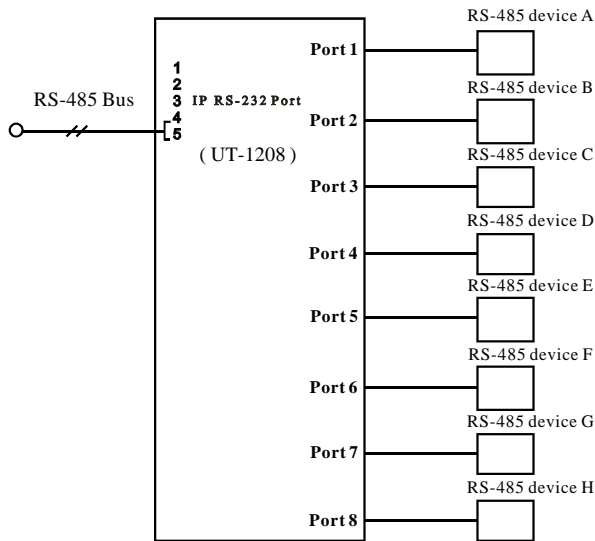 RS-485 device A
Port 1
1
2
3 IP RS-232 Port
4
5
RS-485 Bus
( UT-1208 )
RS-485 device B
Port 2
RS-485 device C
Port 3
RS-485 device D
Port 4
RS-485 device E
Port 5
RS-485 device F
Port 6
RS-485 device G
Port 7
RS-485 device H
Port 8